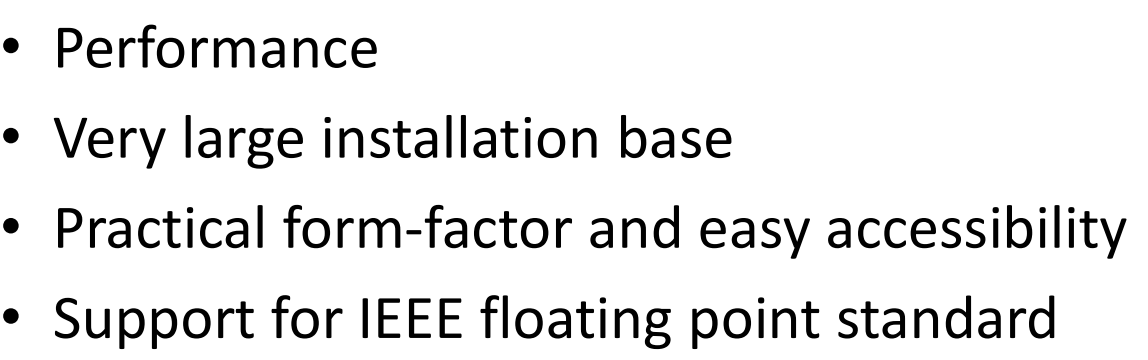 • Performance
• Very large installation base
• Practical form-factor and easy accessibility
• Support for IEEE floating point standard